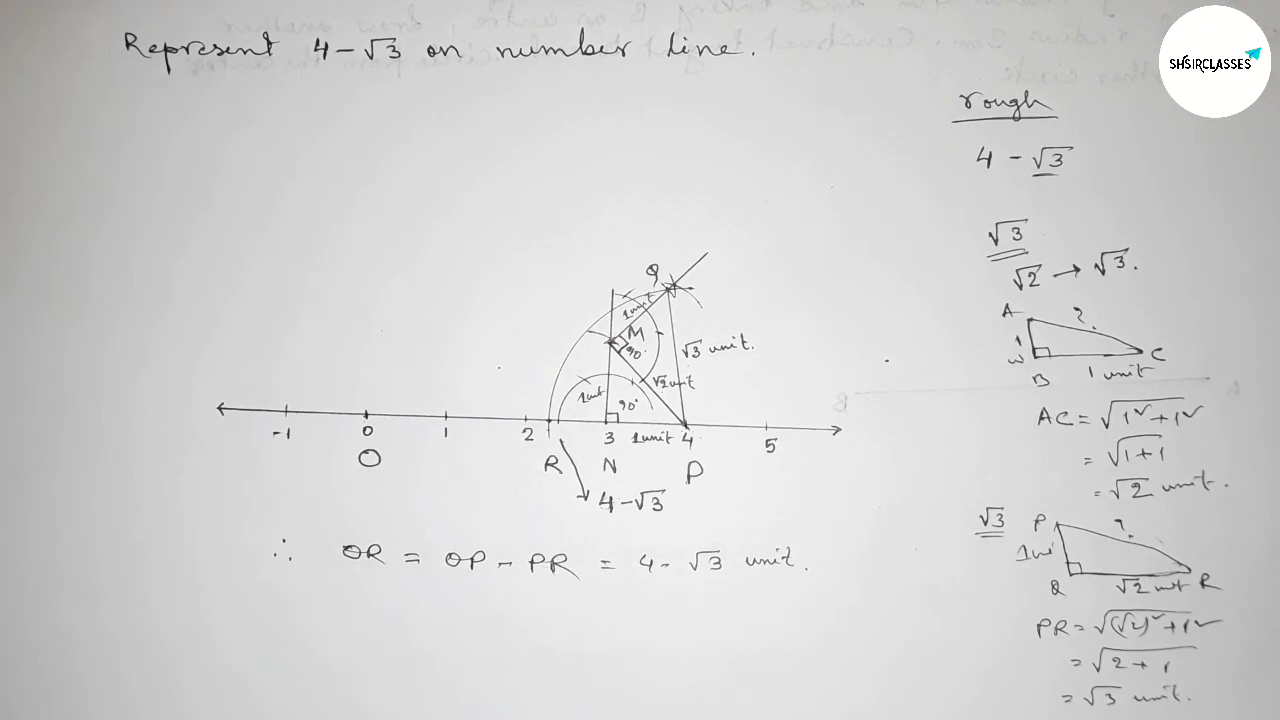 Represent 4-√3 on number line.
SHSIRCLASSES
rough
4 - √3
√3
√2 → √3.
A ?
1
B C
1 unit
AC = √1²+1²
= √1+1
= √2 unit.
√3 P ?
Q √2 unit R
PR = √(√2)²+1²
= √2+1
= √3 unit.
Q
1 unit
M
90° √3 unit.
√2 unit
1 unit
90°
-1 0 1 2 3 1 unit 4 5
O R N P
4-√3
∴ OR = OP - PR = 4 - √3 unit.